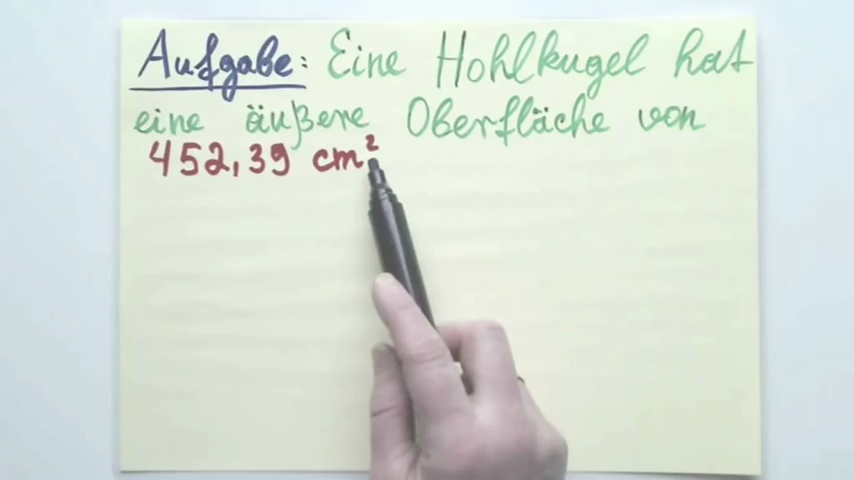 Aufgabe: Eine Hohlkugel hat
eine äußere Oberfläche von
452,39 cm²